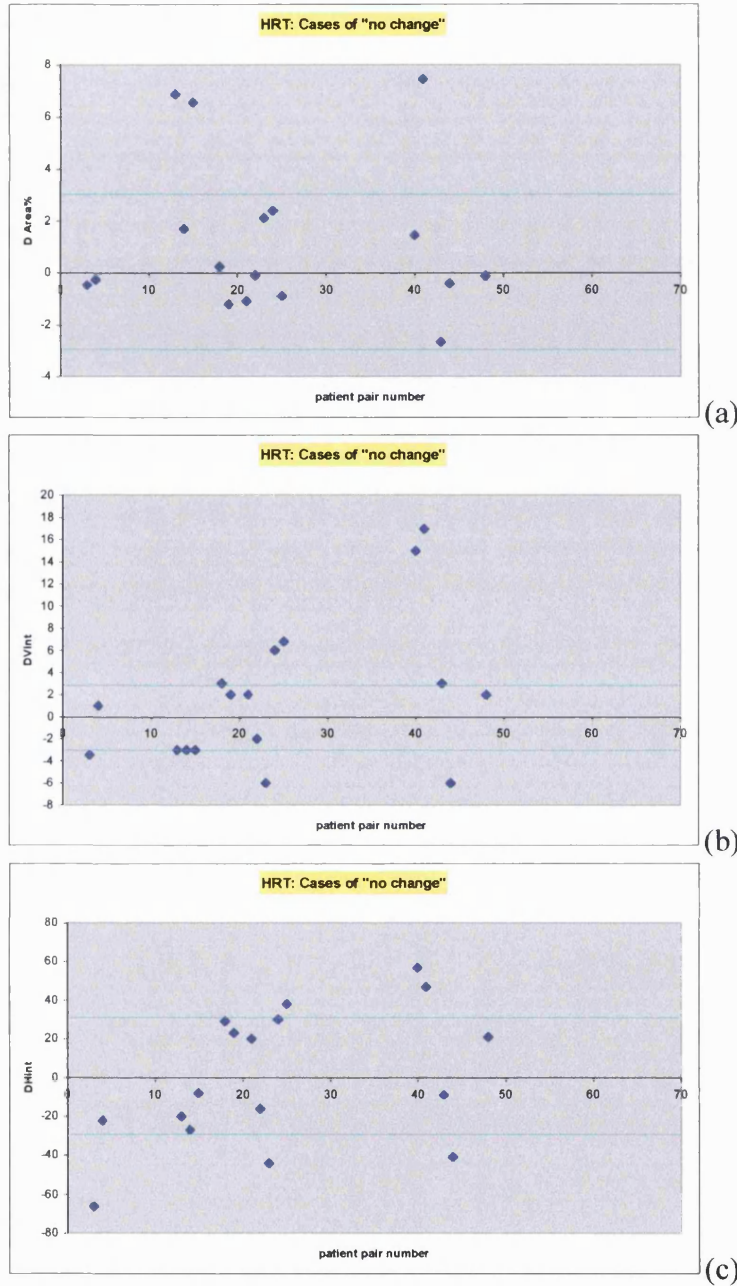 HRT: Cases of "no change"
8
6
4
2
0
-2
-4
D Area%
0 10 20 30 40 50 60 70
patient pair number
(a)
HRT: Cases of "no change"
20
18
16
14
12
10
8
6
4
2
0
-2
-4
-6
-8
DVint
0 10 20 30 40 50 60 70
patient pair number
(b)
HRT: Cases of "no change"
80
60
40
20
0
-20
-40
-60
-80
DHint
0 10 20 30 40 50 60 70
patient pair number
(c)